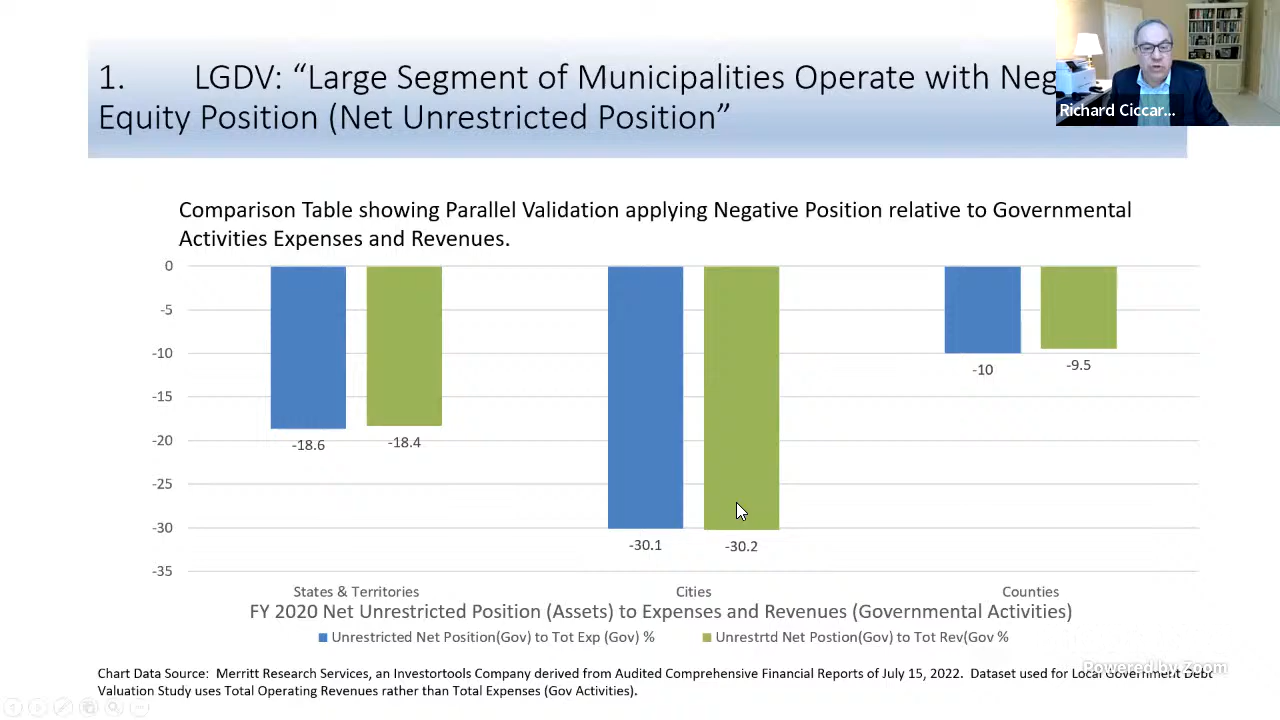 1. LGDV: “Large Segment of Municipalities Operate with Neg
Equity Position (Net Unrestricted Position”
Richard Ciccar...
Comparison Table showing Parallel Validation applying Negative Position relative to Governmental
Activities Expenses and Revenues.
0
-5
-10
-15
-20
-25
-30
-35
-18.6
-18.4
-30.1
-30.2
-10
-9.5
States & Territories
Cities
Counties
FY 2020 Net Unrestricted Position (Assets) to Expenses and Revenues (Governmental Activities)
Unrestricted Net Position(Gov) to Tot Exp (Gov) %
Unrestrtd Net Postion(Gov) to Tot Rev(Gov %
Powered by Zoom
Chart Data Source: Merritt Research Services, an Investortools Company derived from Audited Comprehensive Financial Reports of July 15, 2022. Dataset used for Local Government Debt
Valuation Study uses Total Operating Revenues rather than Total Expenses (Gov Activities).